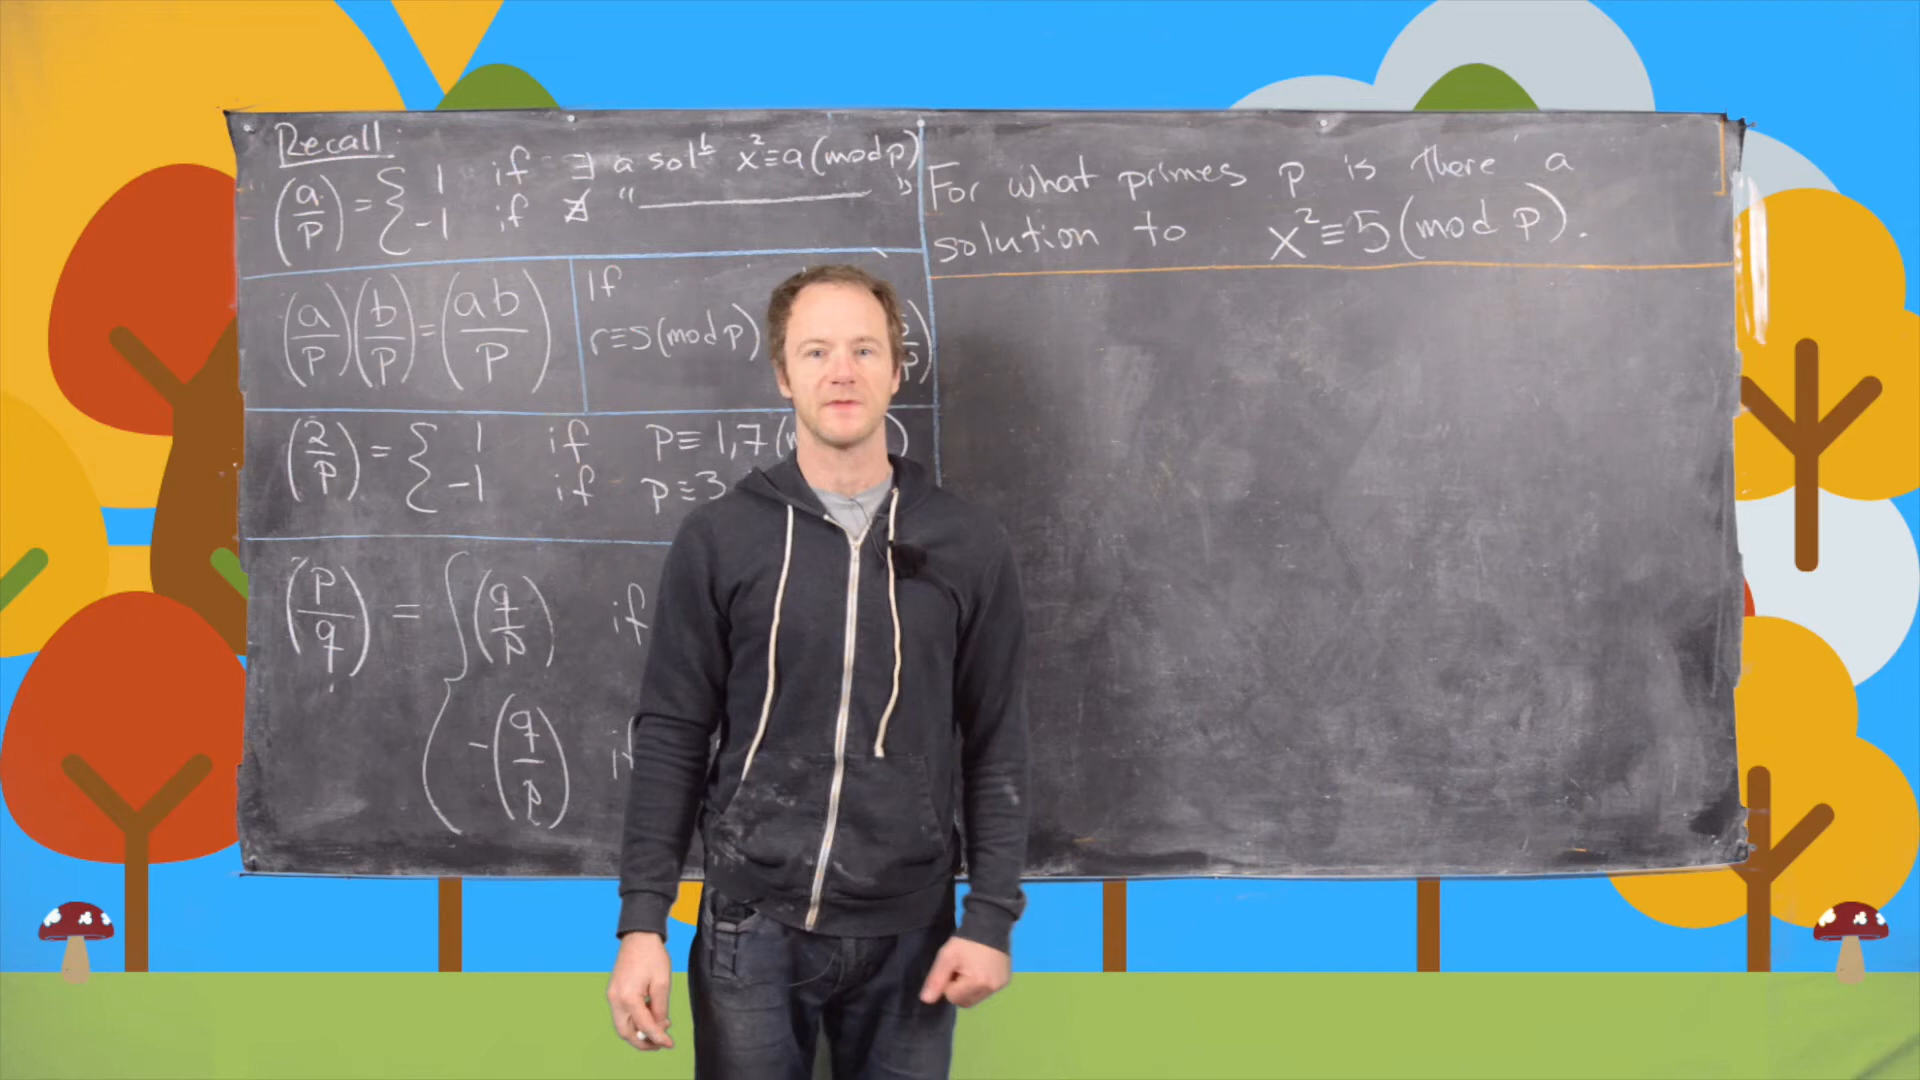 Recall:
(a/p) = { 1 if ∃ a solⁿ x²≡a (mod p)
-1 if ∄ " ———— "
(a/p)(b/p) = (ab/p)
If
r≡s (mod p)
(2/p) = { 1 if p≡1,7 (
-1 if p≡3
(p/q) = { (q/p) if
-(q/p) if
For what primes p is there a
solution to x²≡5 (mod p).